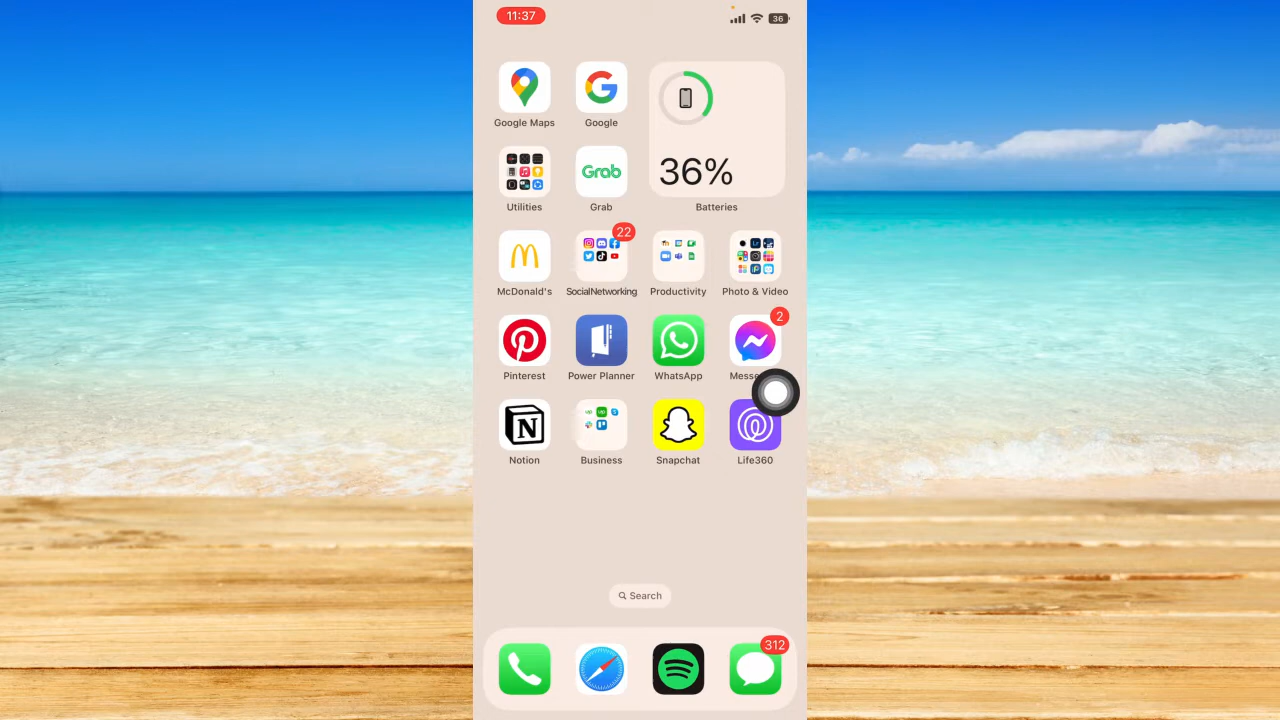 11:37
36
Google Maps
Google
36%
Utilities
Grab
Grab
Batteries
22
McDonald's
SocialNetworking
Productivity
Photo & Video
2
Pinterest
Power Planner
WhatsApp
Notion
Business
Snapchat
Life360
Search
312